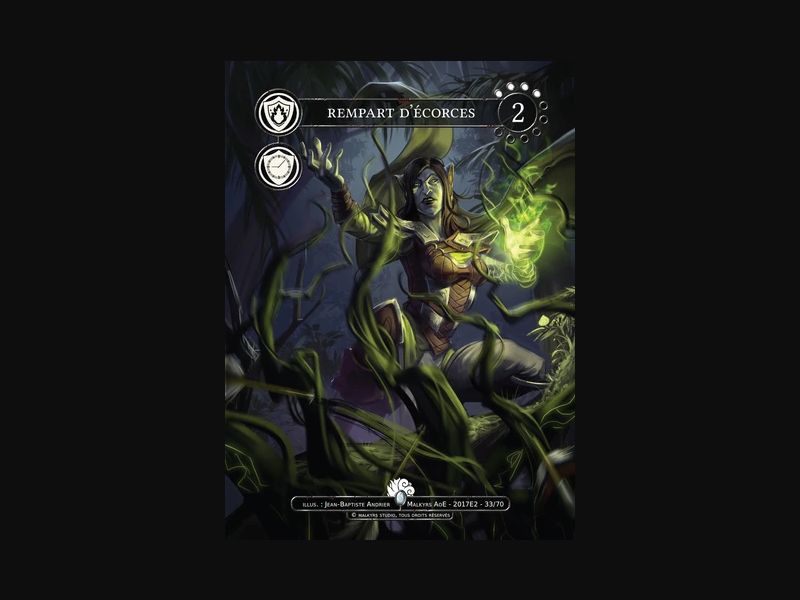 REMPART D'ÉCORCES
2
ILLUS. : JEAN-BAPTISTE ANDRIER MALKYRS AOE - 2017E2 - 33/70
© MALKYRS STUDIO, TOUS DROITS RÉSERVÉS